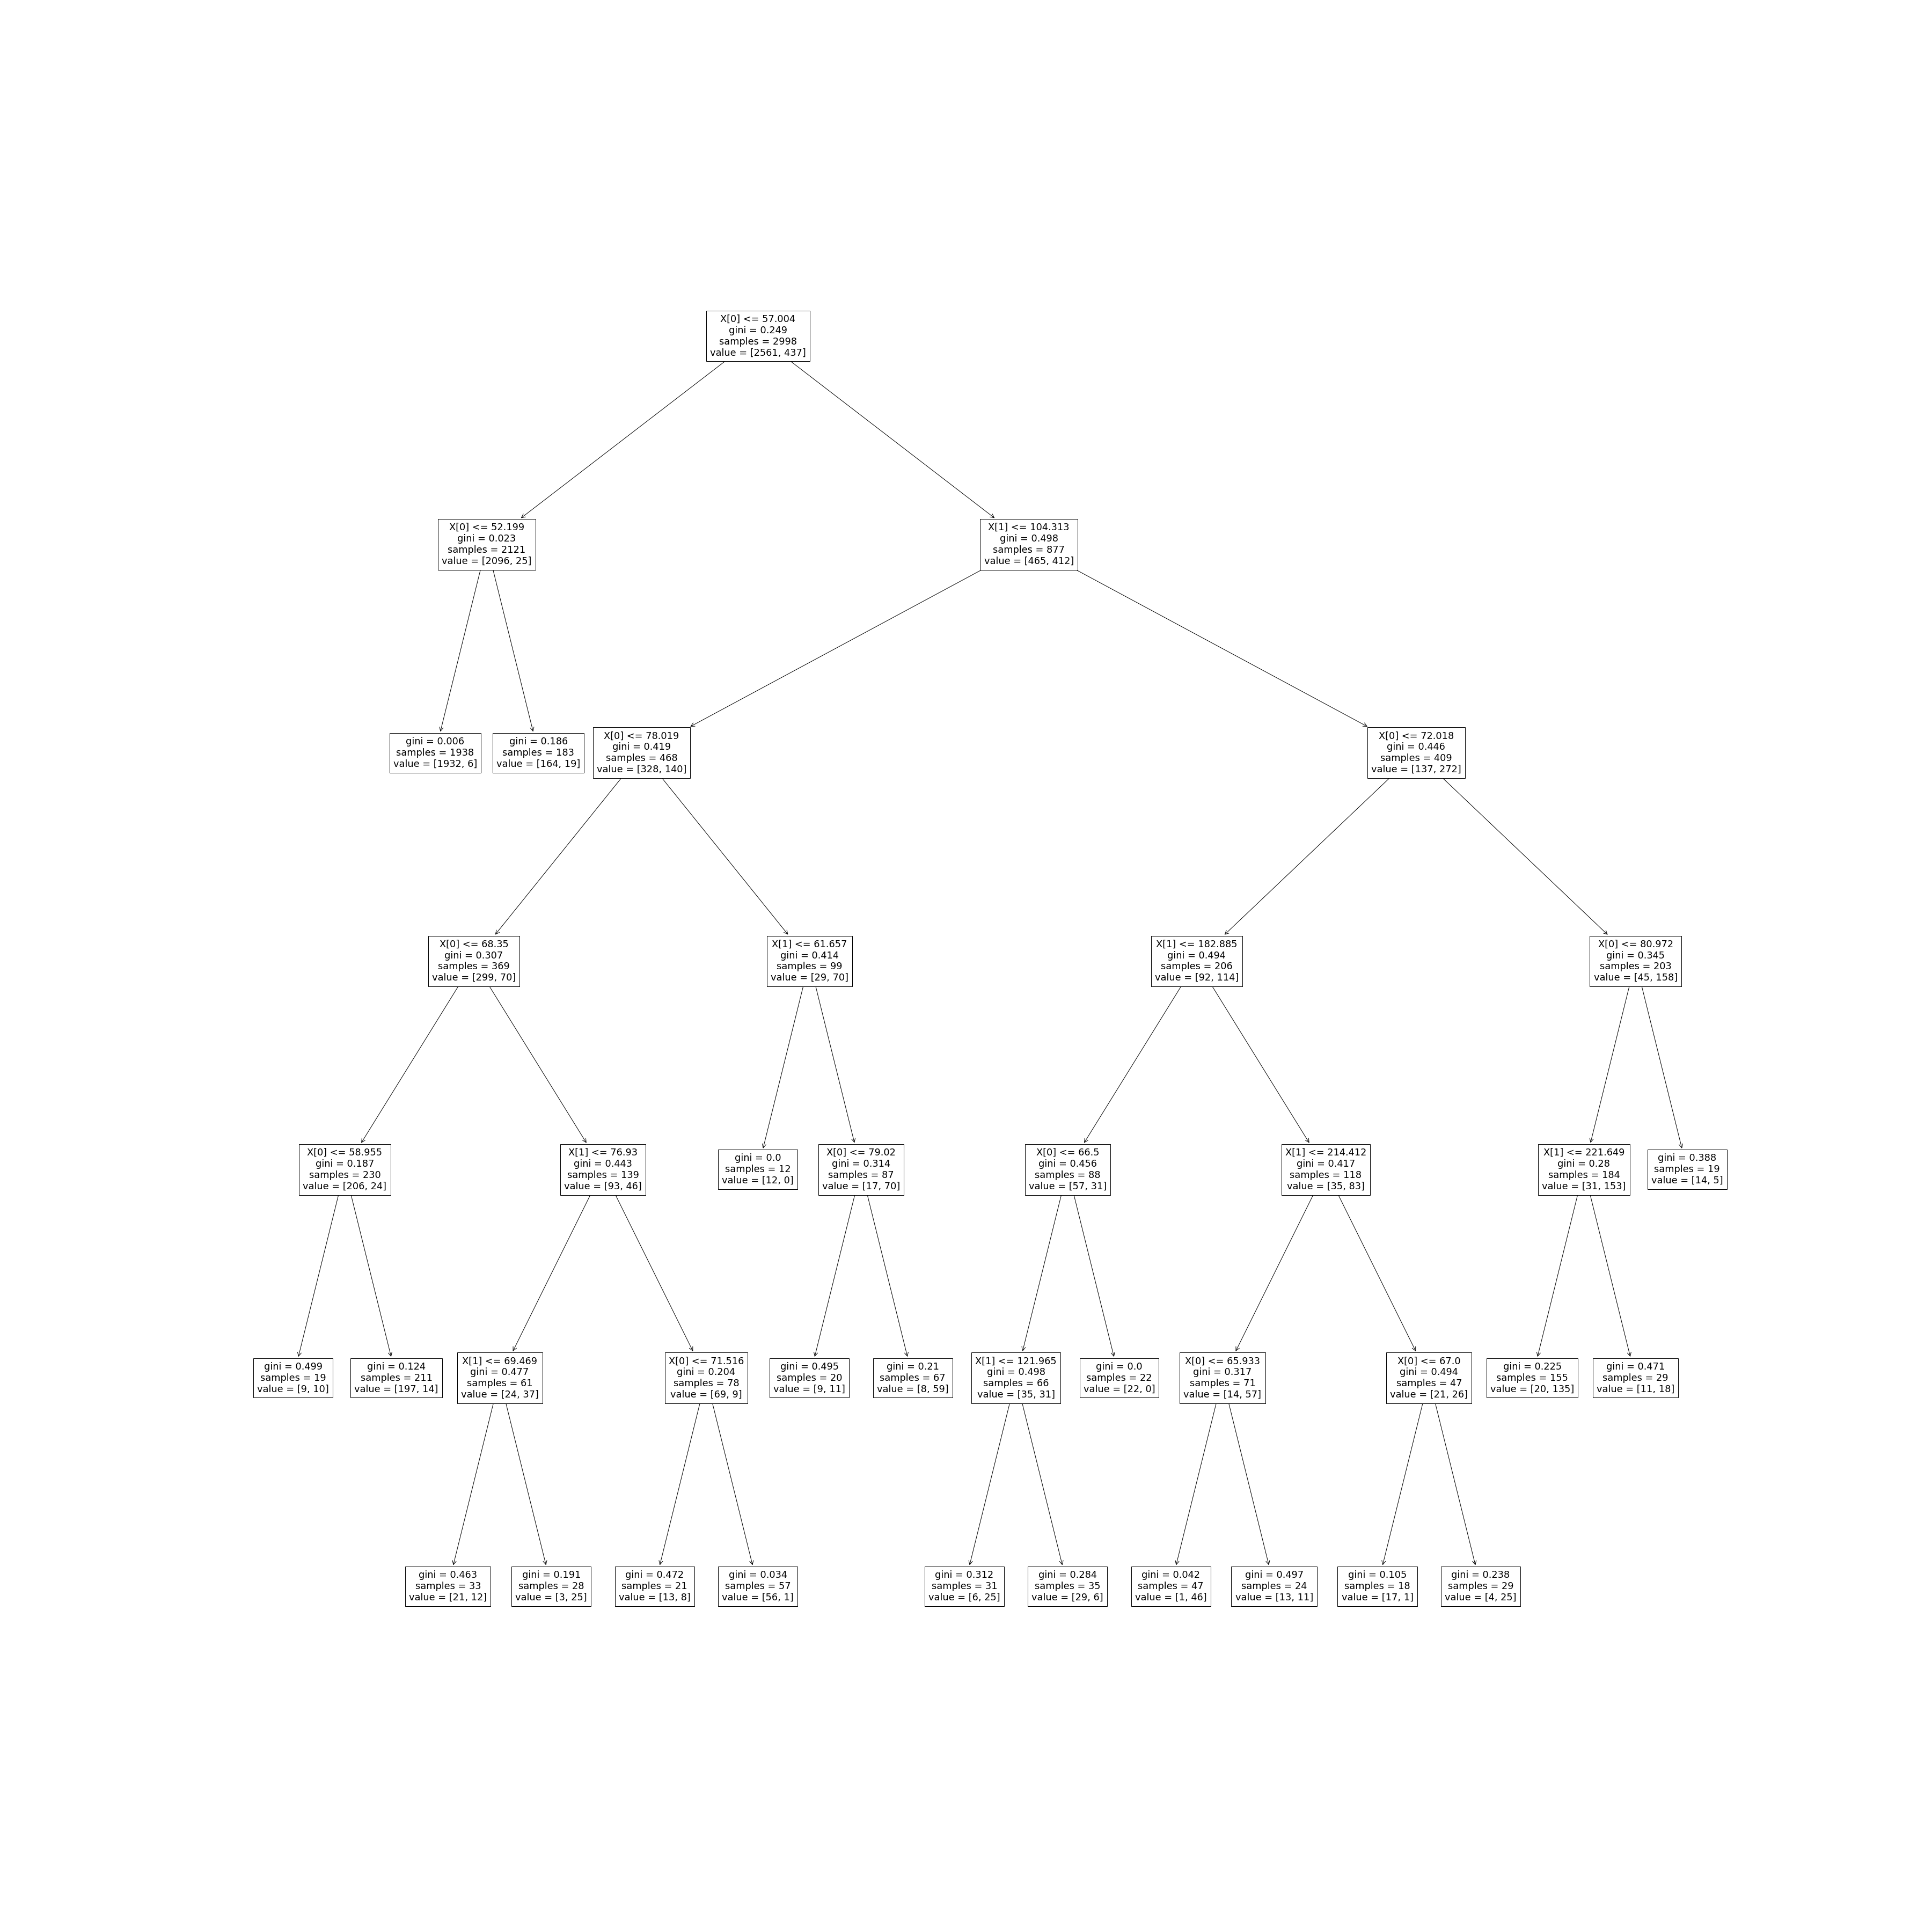 X[0] <= 57.004
gini = 0.249
samples = 2998
value = [2561, 437]
X[0] <= 52.199
gini = 0.023
samples = 2121
value = [2096, 25]
X[1] <= 104.313
gini = 0.498
samples = 877
value = [465, 412]
gini = 0.006
samples = 1938
value = [1932, 6]
gini = 0.186
samples = 183
value = [164, 19]
X[0] <= 78.019
gini = 0.419
samples = 468
value = [328, 140]
X[0] <= 72.018
gini = 0.446
samples = 409
value = [137, 272]
X[0] <= 68.35
gini = 0.307
samples = 369
value = [299, 70]
X[1] <= 61.657
gini = 0.414
samples = 99
value = [29, 70]
X[1] <= 182.885
gini = 0.494
samples = 206
value = [92, 114]
X[0] <= 80.972
gini = 0.345
samples = 203
value = [45, 158]
X[0] <= 58.955
gini = 0.187
samples = 230
value = [206, 24]
X[1] <= 76.93
gini = 0.443
samples = 139
value = [93, 46]
gini = 0.0
samples = 12
value = [12, 0]
X[0] <= 79.02
gini = 0.314
samples = 87
value = [17, 70]
X[0] <= 66.5
gini = 0.456
samples = 88
value = [57, 31]
X[1] <= 214.412
gini = 0.417
samples = 118
value = [35, 83]
X[1] <= 221.649
gini = 0.28
samples = 184
value = [31, 153]
gini = 0.388
samples = 19
value = [14, 5]
gini = 0.499
samples = 19
value = [9, 10]
gini = 0.124
samples = 211
value = [197, 14]
X[1] <= 69.469
gini = 0.477
samples = 61
value = [24, 37]
X[0] <= 71.516
gini = 0.204
samples = 78
value = [69, 9]
gini = 0.495
samples = 20
value = [9, 11]
gini = 0.21
samples = 67
value = [8, 59]
X[1] <= 121.965
gini = 0.498
samples = 66
value = [35, 31]
gini = 0.0
samples = 22
value = [22, 0]
X[0] <= 65.933
gini = 0.317
samples = 71
value = [14, 57]
X[0] <= 67.0
gini = 0.494
samples = 47
value = [21, 26]
gini = 0.225
samples = 155
value = [20, 135]
gini = 0.471
samples = 29
value = [11, 18]
gini = 0.463
samples = 33
value = [21, 12]
gini = 0.191
samples = 28
value = [3, 25]
gini = 0.472
samples = 21
value = [13, 8]
gini = 0.034
samples = 57
value = [56, 1]
gini = 0.312
samples = 31
value = [6, 25]
gini = 0.284
samples = 35
value = [29, 6]
gini = 0.042
samples = 47
value = [1, 46]
gini = 0.497
samples = 24
value = [13, 11]
gini = 0.105
samples = 18
value = [17, 1]
gini = 0.238
samples = 29
value = [4, 25]